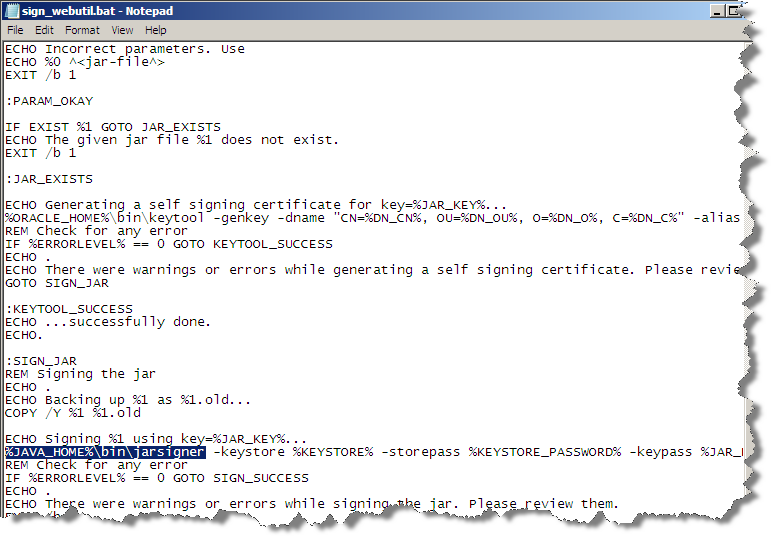 sign_webutil.bat - Notepad
File Edit Format View Help
ECHO Incorrect parameters. Use
ECHO %0 ^<jar-file^>
EXIT /b 1
:PARAM_OKAY
IF EXIST %1 GOTO JAR_EXISTS
ECHO The given jar file %1 does not exist.
EXIT /b 1
:JAR_EXISTS
ECHO Generating a self signing certificate for key=%JAR_KEY%...
%ORACLE_HOME%\bin\keytool -genkey -dname "CN=%DN_CN%, OU=%DN_OU%, O=%DN_O%, C=%DN_C%" -alias
REM Check for any error
IF %ERRORLEVEL% == 0 GOTO KEYTOOL_SUCCESS
ECHO .
ECHO There were warnings or errors while generating a self signing certificate. Please revie
GOTO SIGN_JAR
:KEYTOOL_SUCCESS
ECHO ...successfully done.
ECHO.
:SIGN_JAR
REM Signing the jar
ECHO .
ECHO Backing up %1 as %1.old...
COPY /Y %1 %1.old
ECHO Signing %1 using key=%JAR_KEY%...
%JAVA_HOME%\bin\jarsigner -keystore %KEYSTORE% -storepass %KEYSTORE_PASSWORD% -keypass %JAR_
REM Check for any error
IF %ERRORLEVEL% == 0 GOTO SIGN_SUCCESS
ECHO .
ECHO There were warnings or errors while signing the jar. Please review them.